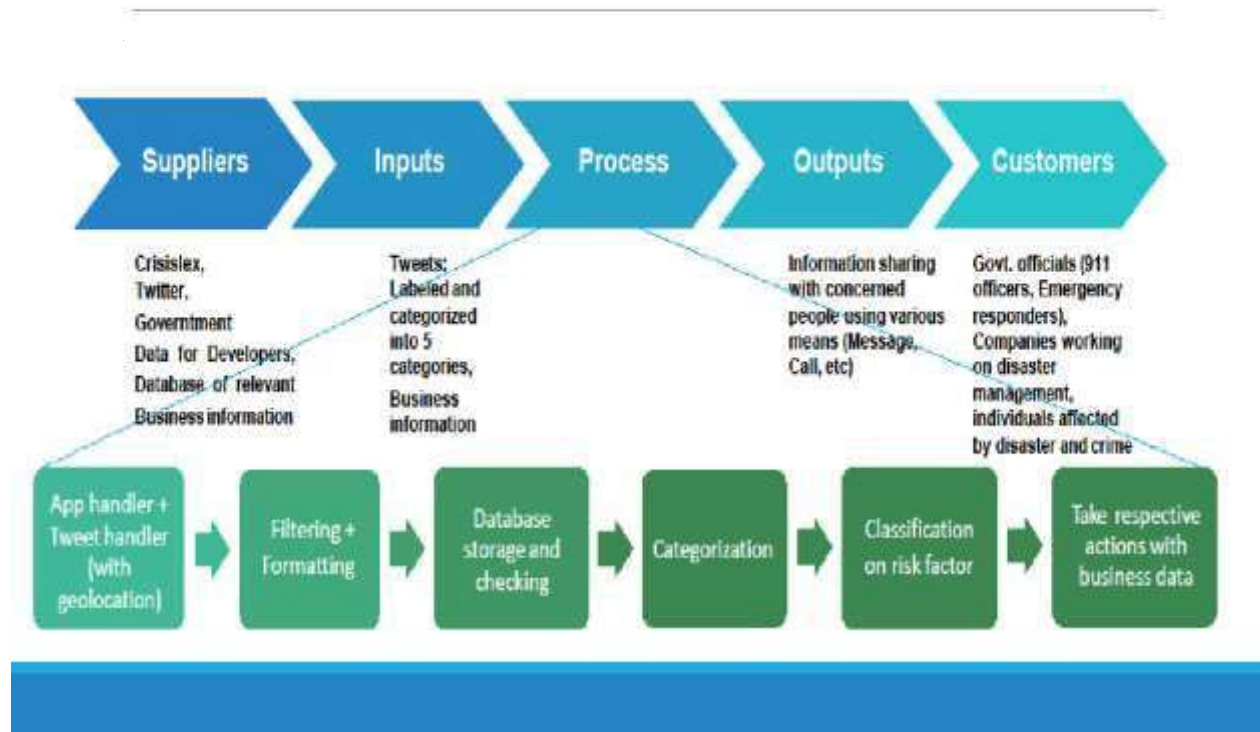 Suppliers
Inputs
Process
Outputs
Customers
Crisislex,
Twitter,
Governtment
Data for Developers,
Database of relevant
Business information
Tweets:
Labeled and
categorized
into 5
categories,
Business
information
Information sharing
with concerned
people using various
means (Message,
Call, etc)
Govt. officials (911
officers, Emergency
responders),
Companies working
on disaster
management,
individuals affected
by disaster and crime
App handler +
Tweet handler
(with
geolocation)
Filtering +
Formatting
Database
storage and
checking
Categorization
Classification
on risk factor
Take respective
actions with
business data